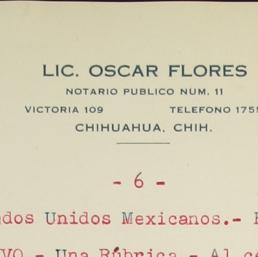 LIC. OSCAR FLORES
NOTARIO PUBLICO NUM. 11
VICTORIA 109 TELEFONO 175
CHIHUAHUA, CHIH.
- 6 -
dos Unidos Mexicanos.-
VO - Una Rúbrica - Al